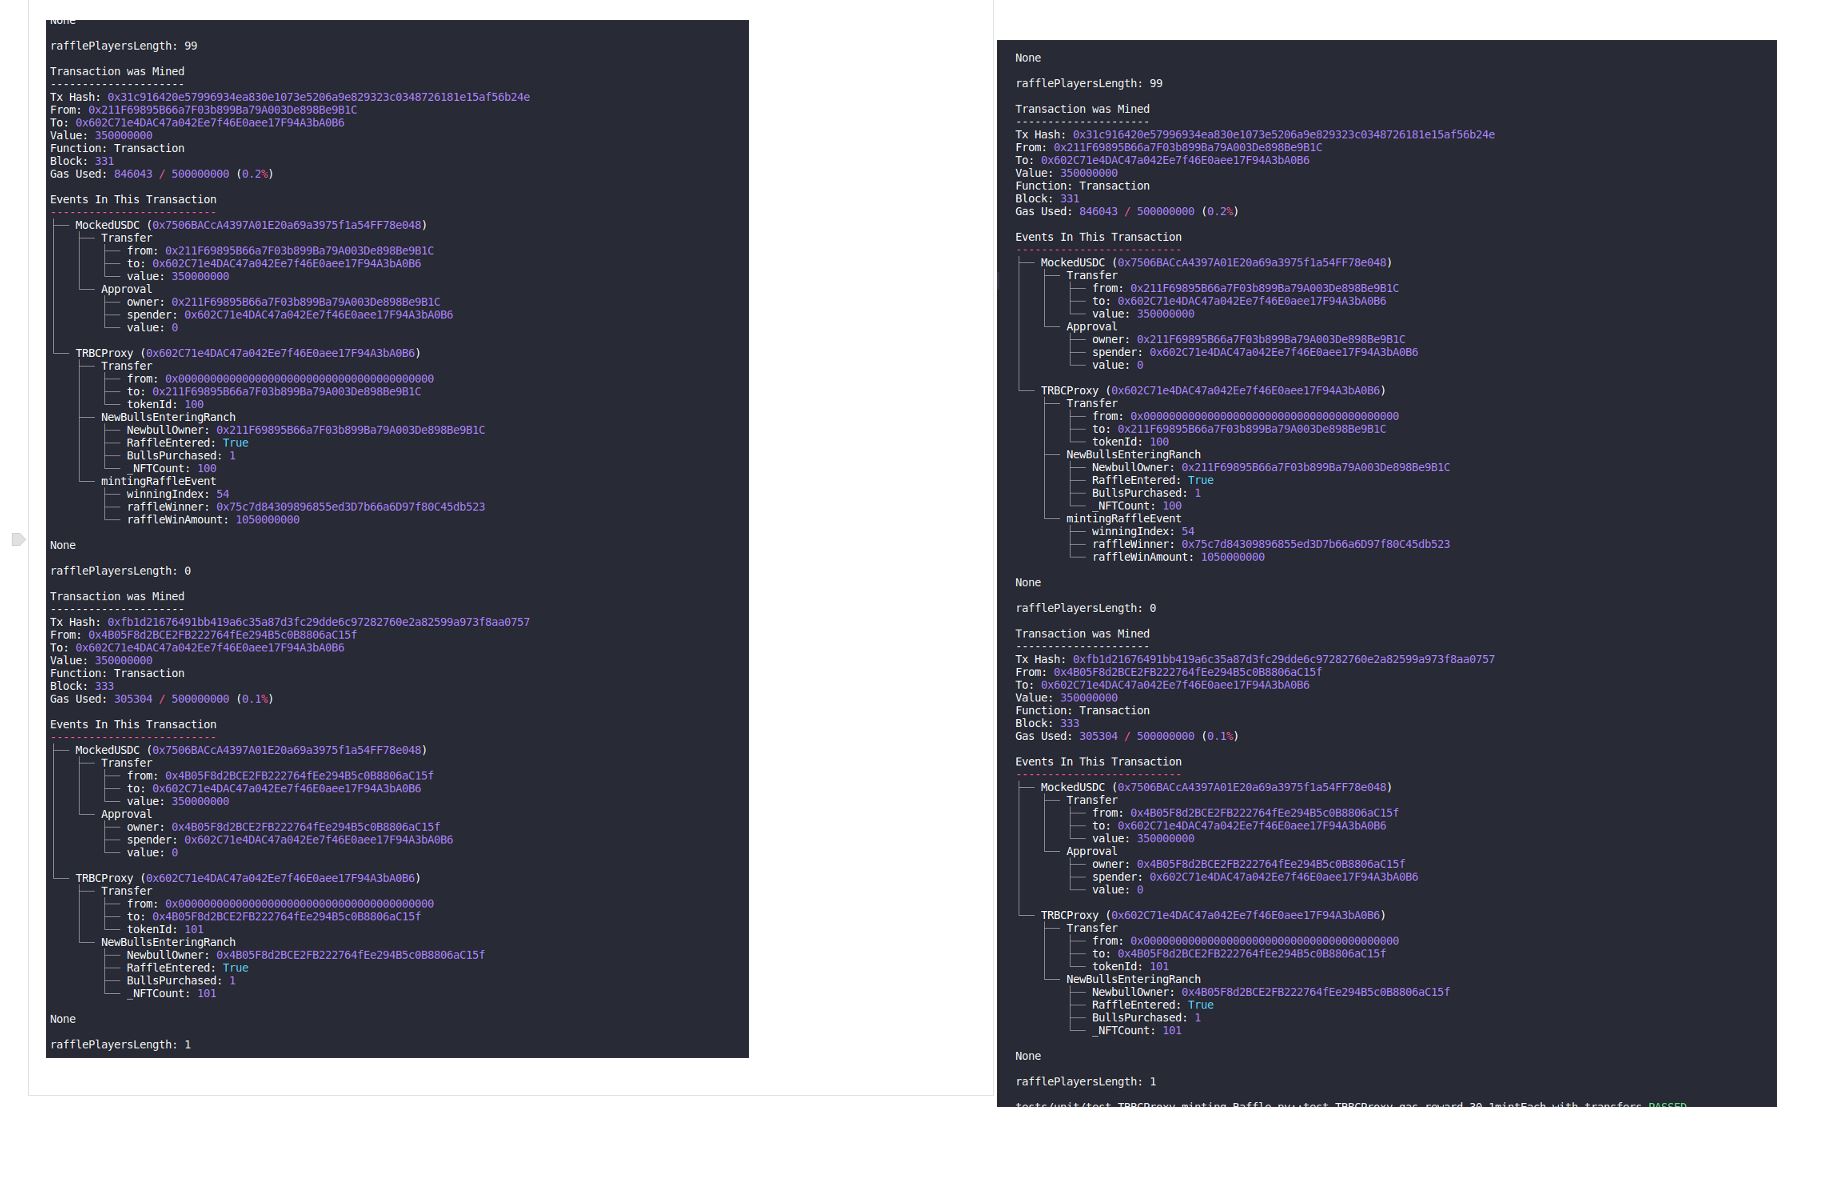 None
rafflePlayersLength: 99
Transaction was Mined
---------------------
Tx Hash: 0x31c916420e57996934ea830e1073e5206a9e829323c0348726181e15af56b24e
From: 0x211F69895B66a7F03b899Ba79A003De898Be9B1C
To: 0x602C71e4DAC47a042Ee7f46E0aee17F94A3bA0B6
Value: 350000000
Function: Transaction
Block: 331
Gas Used: 846043 / 500000000 (0.2%)
Events In This Transaction
--------------------------
├── MockedUSDC (0x7506BACcA4397A01E20a69a3975f1a54FF78e048)
│   ├── Transfer
│   │   ├── from: 0x211F69895B66a7F03b899Ba79A003De898Be9B1C
│   │   ├── to: 0x602C71e4DAC47a042Ee7f46E0aee17F94A3bA0B6
│   │   └── value: 350000000
│   └── Approval
│       ├── owner: 0x211F69895B66a7F03b899Ba79A003De898Be9B1C
│       ├── spender: 0x602C71e4DAC47a042Ee7f46E0aee17F94A3bA0B6
│       └── value: 0
│
└── TRBCProxy (0x602C71e4DAC47a042Ee7f46E0aee17F94A3bA0B6)
    ├── Transfer
    │   ├── from: 0x0000000000000000000000000000000000000000
    │   ├── to: 0x211F69895B66a7F03b899Ba79A003De898Be9B1C
    │   └── tokenId: 100
    ├── NewBullsEnteringRanch
    │   ├── NewbullOwner: 0x211F69895B66a7F03b899Ba79A003De898Be9B1C
    │   ├── RaffleEntered: True
    │   ├── BullsPurchased: 1
    │   └── _NFTCount: 100
    └── mintingRaffleEvent
        ├── winningIndex: 54
        ├── raffleWinner: 0x75c7d84309896855ed3D7b66a6D97f80C45db523
        └── raffleWinAmount: 1050000000
None
rafflePlayersLength: 0
Transaction was Mined
---------------------
Tx Hash: 0xfb1d21676491bb419a6c35a87d3fc29dde6c97282760e2a82599a973f8aa0757
From: 0x4B05F8d2BCE2FB222764fEe294B5c0B8806aC15f
To: 0x602C71e4DAC47a042Ee7f46E0aee17F94A3bA0B6
Value: 350000000
Function: Transaction
Block: 333
Gas Used: 305304 / 500000000 (0.1%)
Events In This Transaction
--------------------------
├── MockedUSDC (0x7506BACcA4397A01E20a69a3975f1a54FF78e048)
│   ├── Transfer
│   │   ├── from: 0x4B05F8d2BCE2FB222764fEe294B5c0B8806aC15f
│   │   ├── to: 0x602C71e4DAC47a042Ee7f46E0aee17F94A3bA0B6
│   │   └── value: 350000000
│   └── Approval
│       ├── owner: 0x4B05F8d2BCE2FB222764fEe294B5c0B8806aC15f
│       ├── spender: 0x602C71e4DAC47a042Ee7f46E0aee17F94A3bA0B6
│       └── value: 0
│
└── TRBCProxy (0x602C71e4DAC47a042Ee7f46E0aee17F94A3bA0B6)
    ├── Transfer
    │   ├── from: 0x0000000000000000000000000000000000000000
    │   ├── to: 0x4B05F8d2BCE2FB222764fEe294B5c0B8806aC15f
    │   └── tokenId: 101
    └── NewBullsEnteringRanch
        ├── NewbullOwner: 0x4B05F8d2BCE2FB222764fEe294B5c0B8806aC15f
        ├── RaffleEntered: True
        ├── BullsPurchased: 1
        └── _NFTCount: 101
None
rafflePlayersLength: 1
None
rafflePlayersLength: 99
Transaction was Mined
---------------------
Tx Hash: 0x31c916420e57996934ea830e1073e5206a9e829323c0348726181e15af56b24e
From: 0x211F69895B66a7F03b899Ba79A003De898Be9B1C
To: 0x602C71e4DAC47a042Ee7f46E0aee17F94A3bA0B6
Value: 350000000
Function: Transaction
Block: 331
Gas Used: 846043 / 500000000 (0.2%)
Events In This Transaction
--------------------------
├── MockedUSDC (0x7506BACcA4397A01E20a69a3975f1a54FF78e048)
│   ├── Transfer
│   │   ├── from: 0x211F69895B66a7F03b899Ba79A003De898Be9B1C
│   │   ├── to: 0x602C71e4DAC47a042Ee7f46E0aee17F94A3bA0B6
│   │   └── value: 350000000
│   └── Approval
│       ├── owner: 0x211F69895B66a7F03b899Ba79A003De898Be9B1C
│       ├── spender: 0x602C71e4DAC47a042Ee7f46E0aee17F94A3bA0B6
│       └── value: 0
│
└── TRBCProxy (0x602C71e4DAC47a042Ee7f46E0aee17F94A3bA0B6)
    ├── Transfer
    │   ├── from: 0x0000000000000000000000000000000000000000
    │   ├── to: 0x211F69895B66a7F03b899Ba79A003De898Be9B1C
    │   └── tokenId: 100
    ├── NewBullsEnteringRanch
    │   ├── NewbullOwner: 0x211F69895B66a7F03b899Ba79A003De898Be9B1C
    │   ├── RaffleEntered: True
    │   ├── BullsPurchased: 1
    │   └── _NFTCount: 100
    └── mintingRaffleEvent
        ├── winningIndex: 54
        ├── raffleWinner: 0x75c7d84309896855ed3D7b66a6D97f80C45db523
        └── raffleWinAmount: 1050000000
None
rafflePlayersLength: 0
Transaction was Mined
---------------------
Tx Hash: 0xfb1d21676491bb419a6c35a87d3fc29dde6c97282760e2a82599a973f8aa0757
From: 0x4B05F8d2BCE2FB222764fEe294B5c0B8806aC15f
To: 0x602C71e4DAC47a042Ee7f46E0aee17F94A3bA0B6
Value: 350000000
Function: Transaction
Block: 333
Gas Used: 305304 / 500000000 (0.1%)
Events In This Transaction
--------------------------
├── MockedUSDC (0x7506BACcA4397A01E20a69a3975f1a54FF78e048)
│   ├── Transfer
│   │   ├── from: 0x4B05F8d2BCE2FB222764fEe294B5c0B8806aC15f
│   │   ├── to: 0x602C71e4DAC47a042Ee7f46E0aee17F94A3bA0B6
│   │   └── value: 350000000
│   └── Approval
│       ├── owner: 0x4B05F8d2BCE2FB222764fEe294B5c0B8806aC15f
│       ├── spender: 0x602C71e4DAC47a042Ee7f46E0aee17F94A3bA0B6
│       └── value: 0
│
└── TRBCProxy (0x602C71e4DAC47a042Ee7f46E0aee17F94A3bA0B6)
    ├── Transfer
    │   ├── from: 0x0000000000000000000000000000000000000000
    │   ├── to: 0x4B05F8d2BCE2FB222764fEe294B5c0B8806aC15f
    │   └── tokenId: 101
    └── NewBullsEnteringRanch
        ├── NewbullOwner: 0x4B05F8d2BCE2FB222764fEe294B5c0B8806aC15f
        ├── RaffleEntered: True
        ├── BullsPurchased: 1
        └── _NFTCount: 101
None
rafflePlayersLength: 1
tests/unit/test_TRBCProxy_minting_Raffle.py::test_TRBCProxy_gas_reward_30_1mintEach_with_transfers PASSED